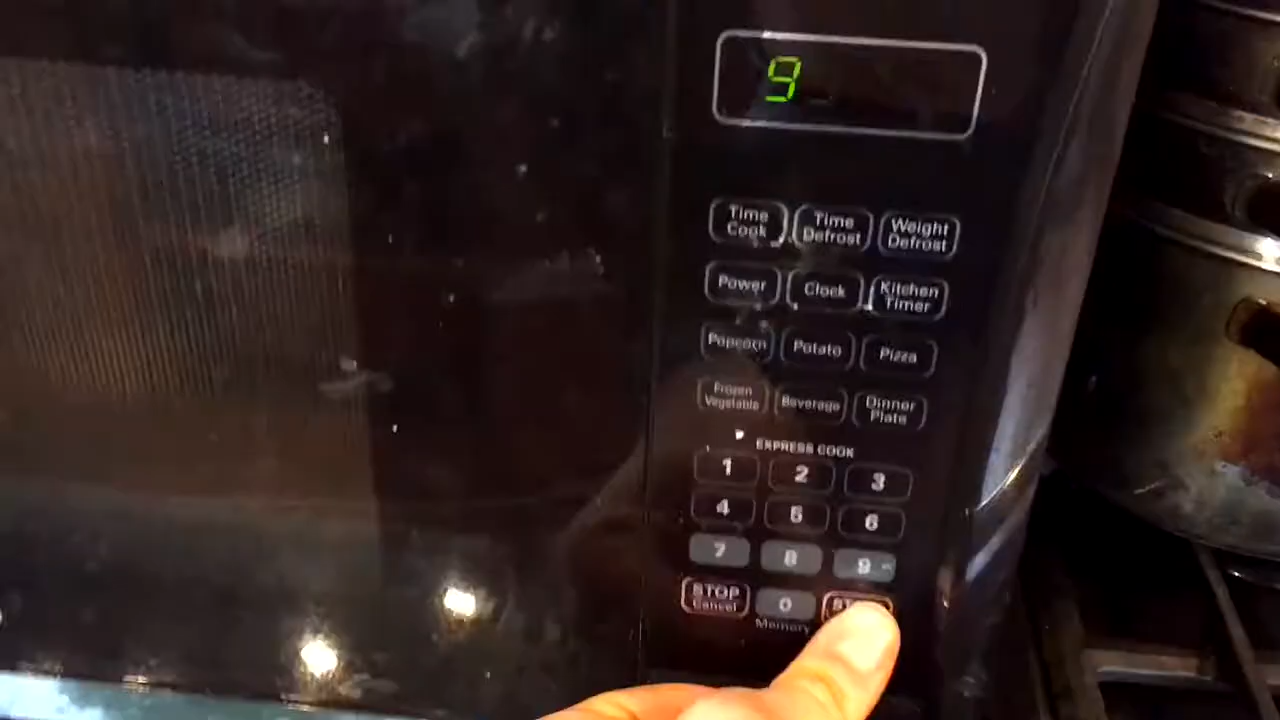 9
Time Cook
Time Defrost
Weight Defrost
Power
Clock
Kitchen Timer
Popcorn
Potato
Pizza
Frozen Vegetable
Beverage
Dinner Plate
EXPRESS COOK
1 2 3
4 5 6
7 8 9
STOP Cancel
0
Memory